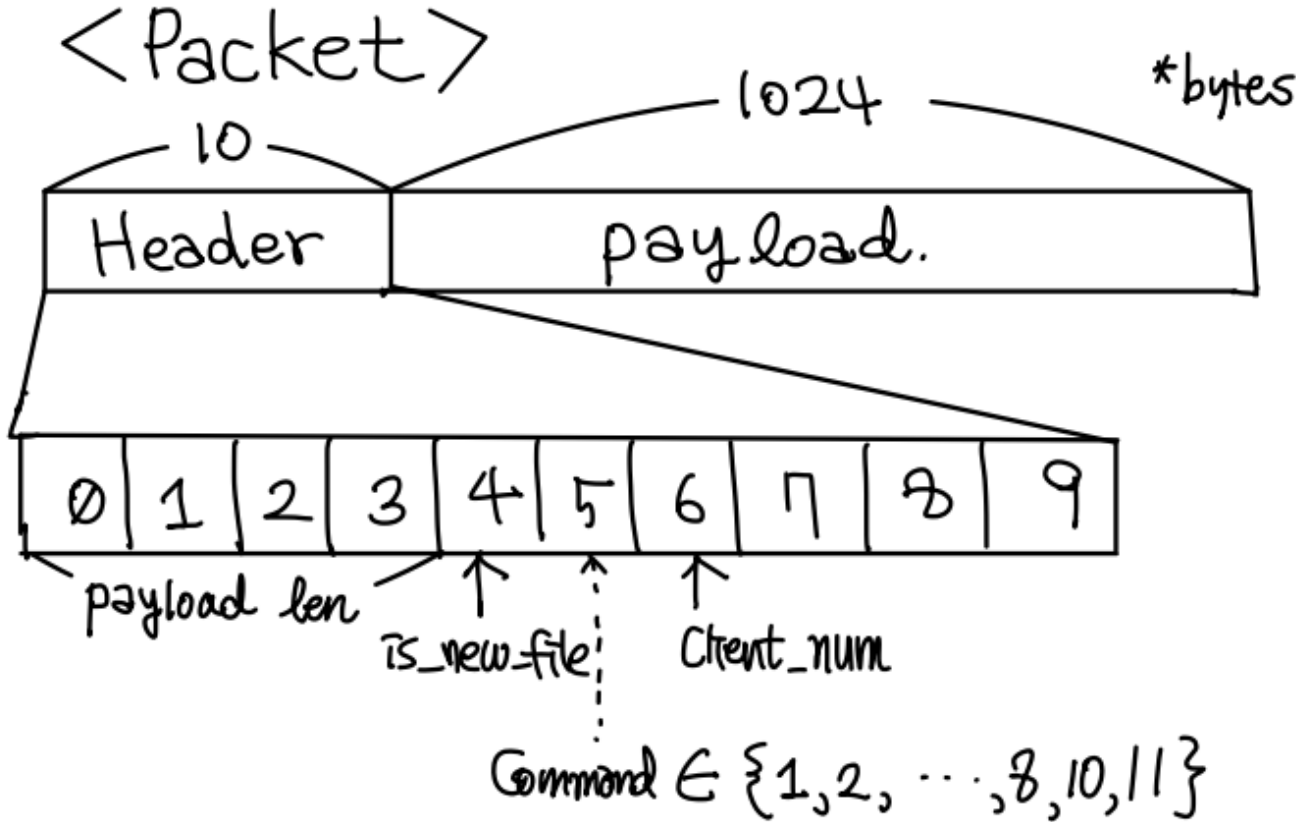 <Packet>
*bytes
10 1024
Header payload.
0 1 2 3 4 5 6 7 8 9
payload len
is_new_file Client_num
Command ∈ {1,2, ⋯,8,10,11}